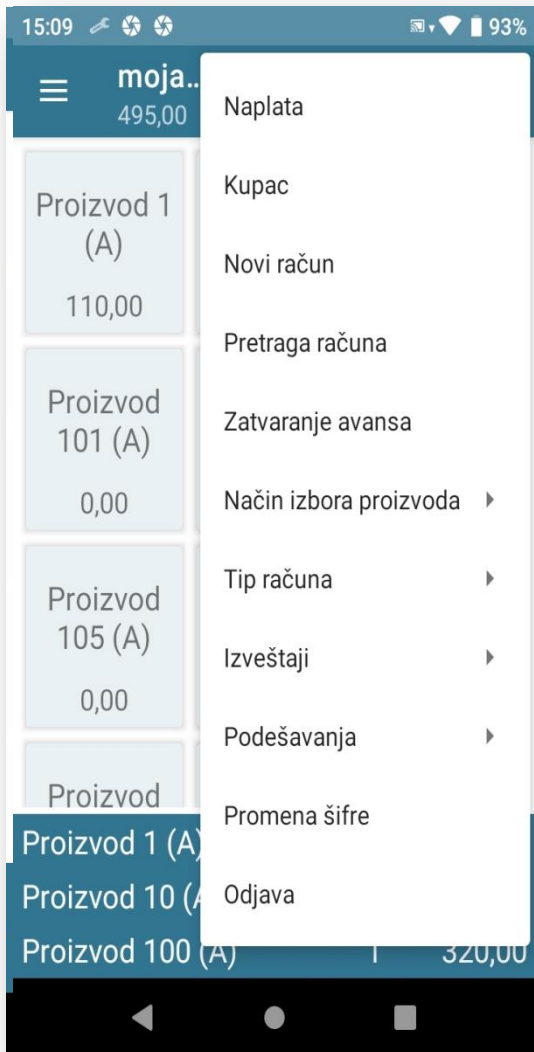 15:09 93%
moja..
495,00
Proizvod 1
(A)
110,00
Proizvod
101 (A)
0,00
Proizvod
105 (A)
0,00
Proizvod
Naplata
Kupac
Novi račun
Pretraga računa
Zatvaranje avansa
Način izbora proizvoda
Tip računa
Izveštaji
Podešavanja
Promena šifre
Odjava
Proizvod 1 (A)
Proizvod 10 (A
Proizvod 100 (A) 1 320,00